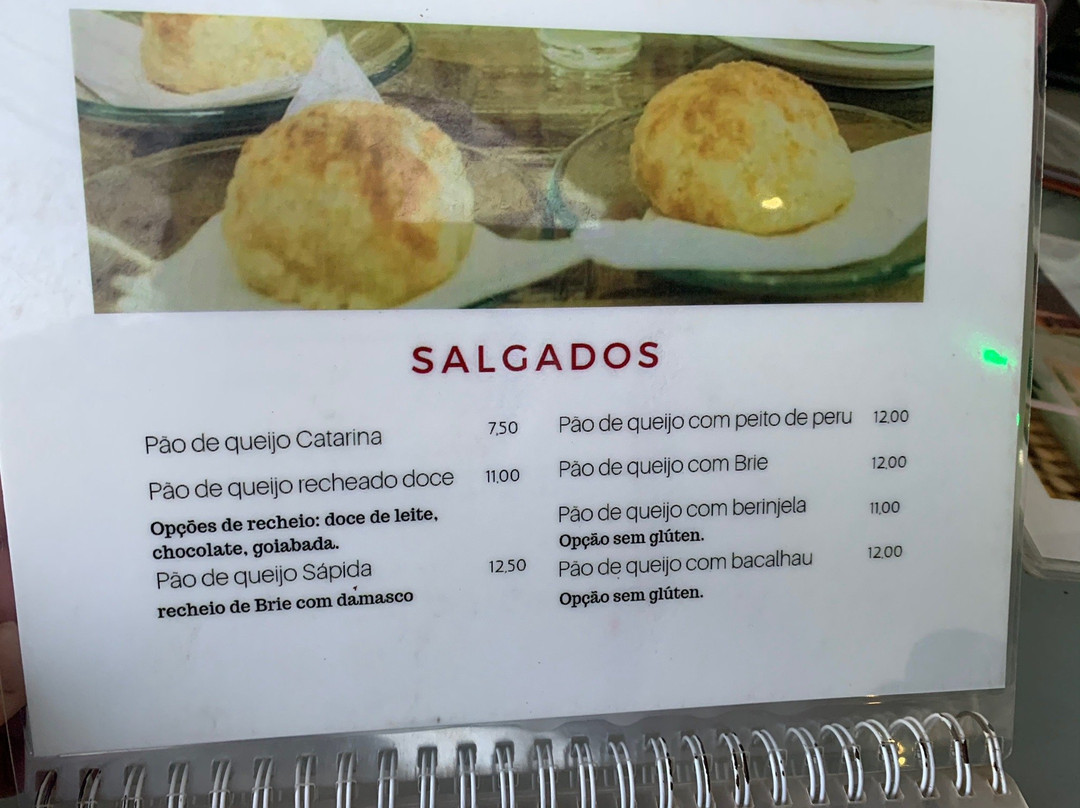 SALGADOS
Pão de queijo Catarina 7,50
Pão de queijo recheado doce 11,00
Opções de recheio: doce de leite,
chocolate, goiabada.
Pão de queijo Sápida 12,50
recheio de Brie com damasco
Pão de queijo com peito de peru 12,00
Pão de queijo com Brie 12,00
Pão de queijo com berinjela 11,00
Opção sem glúten.
Pão de queijo com bacalhau 12,00
Opção sem glúten.